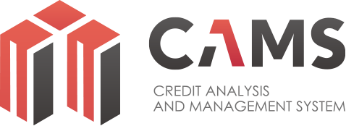 CAMS
CREDIT ANALYSIS
AND MANAGEMENT SYSTEM